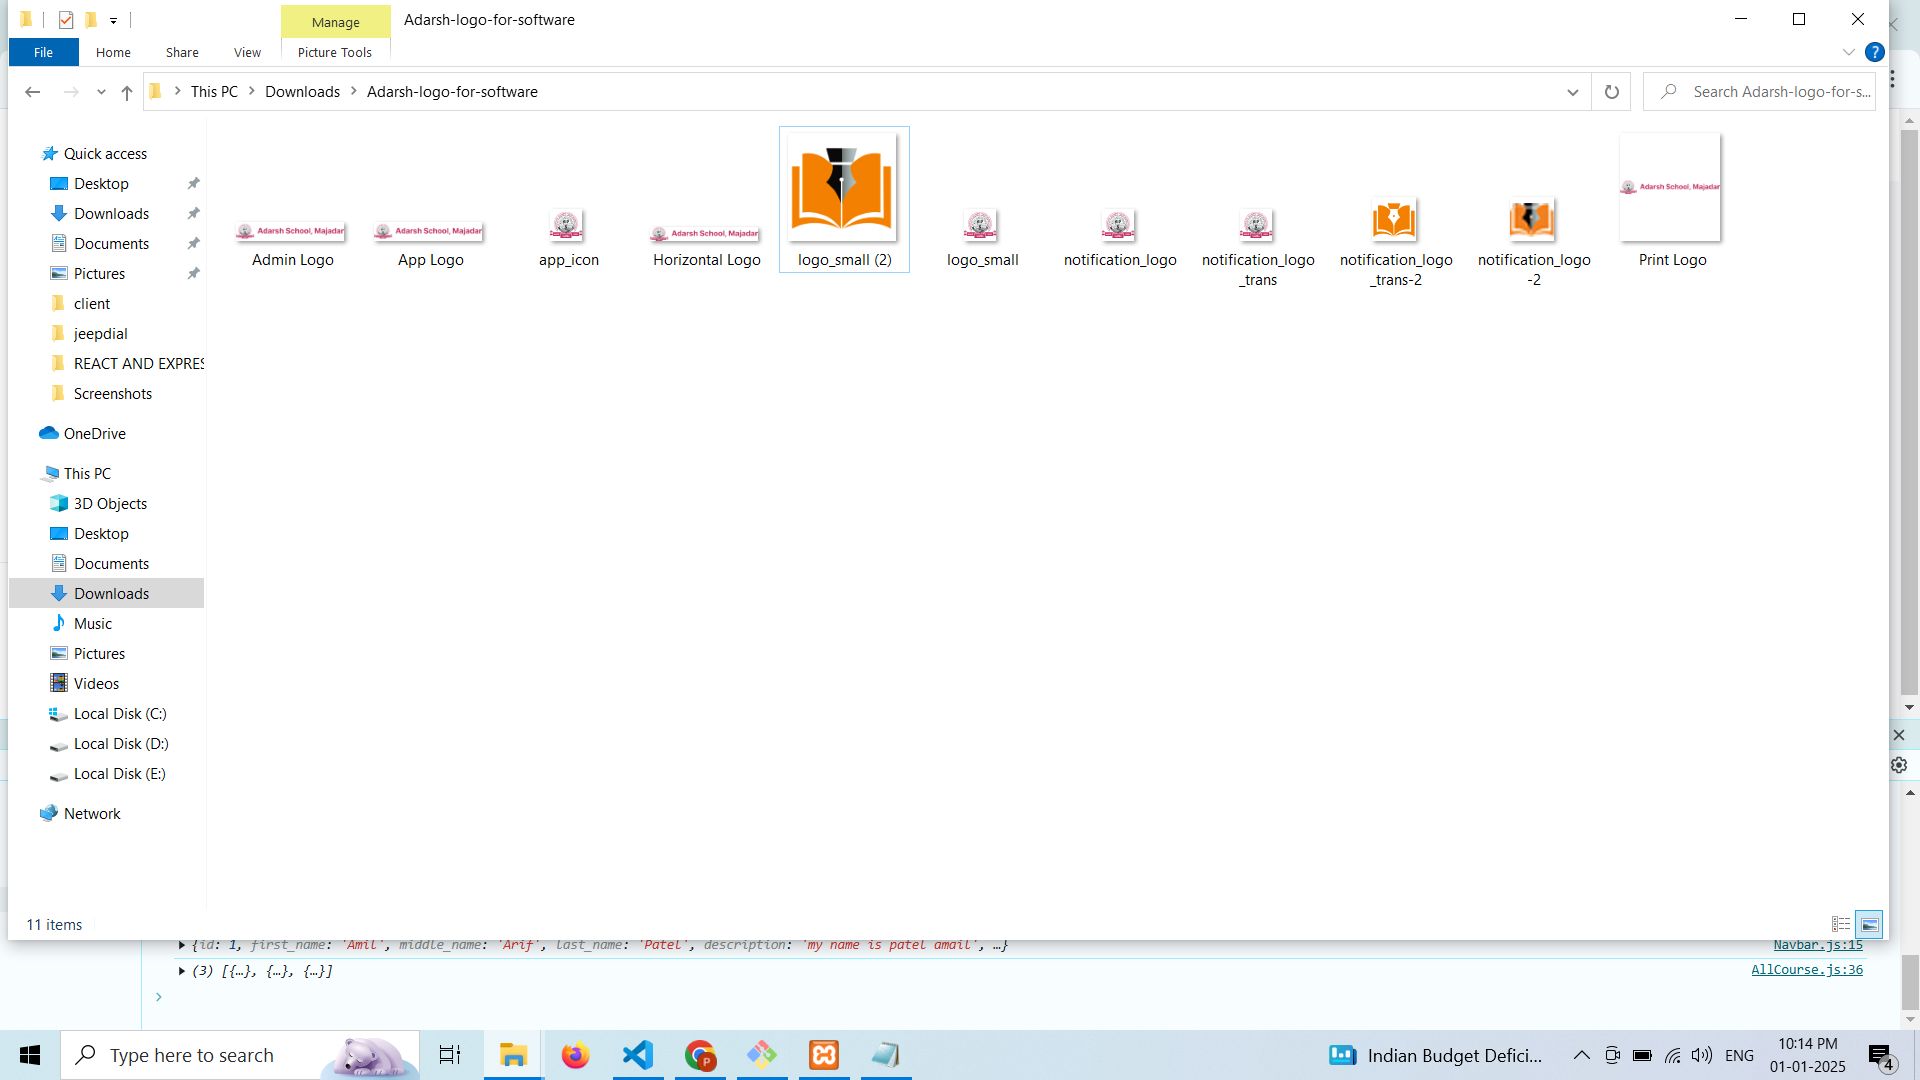 Manage
Adarsh-logo-for-software
File
Home
Share
View
Picture Tools
?
This PC
Downloads
Adarsh-logo-for-software
Search Adarsh-logo-for-s...
Quick access
Desktop
Downloads
Documents
Pictures
client
jeepdial
REACT AND EXPRES
Screenshots
OneDrive
This PC
3D Objects
Desktop
Documents
Downloads
Music
Pictures
Videos
Local Disk (C:)
Local Disk (D:)
Local Disk (E:)
Network
Adarsh School, Majadar
Admin Logo
Adarsh School, Majadar
App Logo
app_icon
Adarsh School, Majadar
Horizontal Logo
logo_small (2)
logo_small
notification_logo
notification_logo
_trans
notification_logo
_trans-2
notification_logo
-2
Adarsh School, Majadar
Print Logo
11 items
{id: 1, first_name: 'Amil', middle_name: 'Arif', last_name: 'Patel', description: 'my name is patel amail', …}
Navbar.js:15
(3) [{…}, {…}, {…}]
AllCourse.js:36
Type here to search
P
Indian Budget Defici...
ENG
10:14 PM
01-01-2025
4